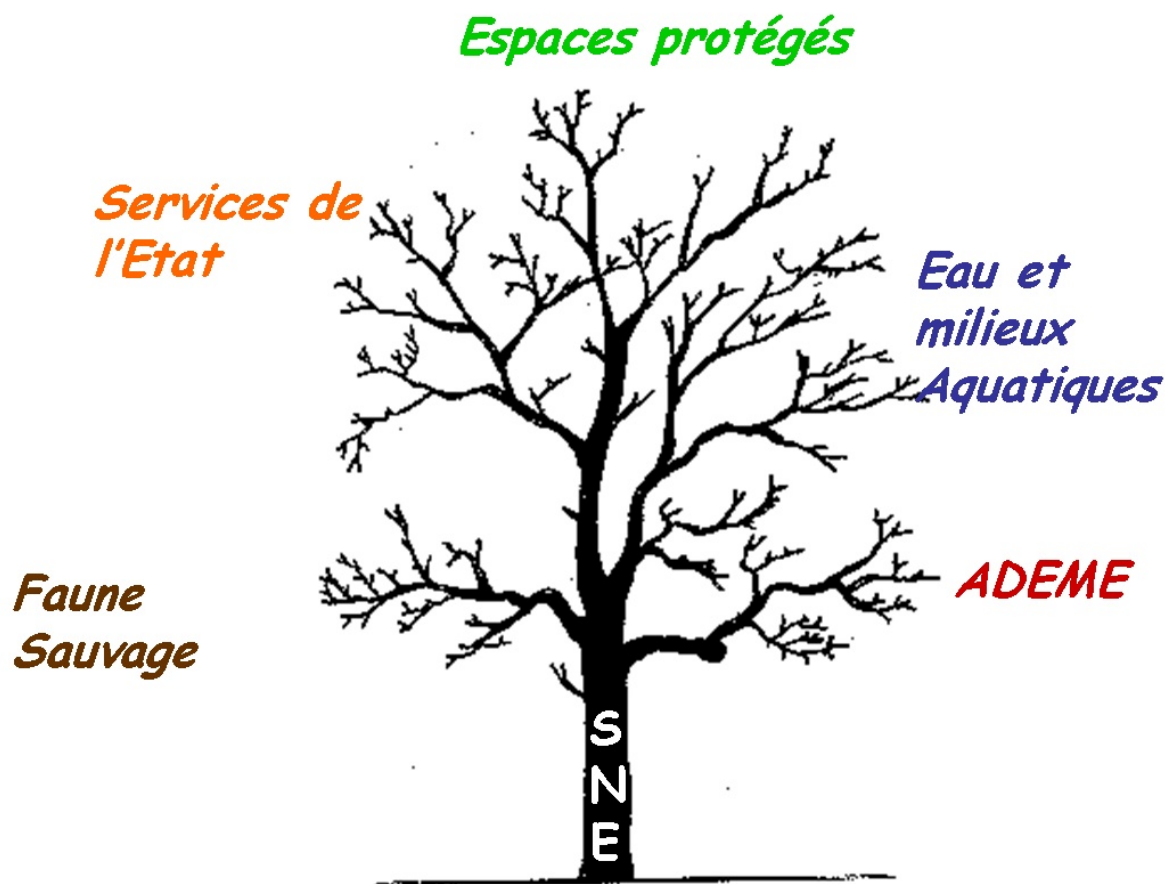 Espaces protégés
Services de
l'Etat
Eau et
milieux
Aquatiques
Faune
Sauvage
ADEME
S
N
E